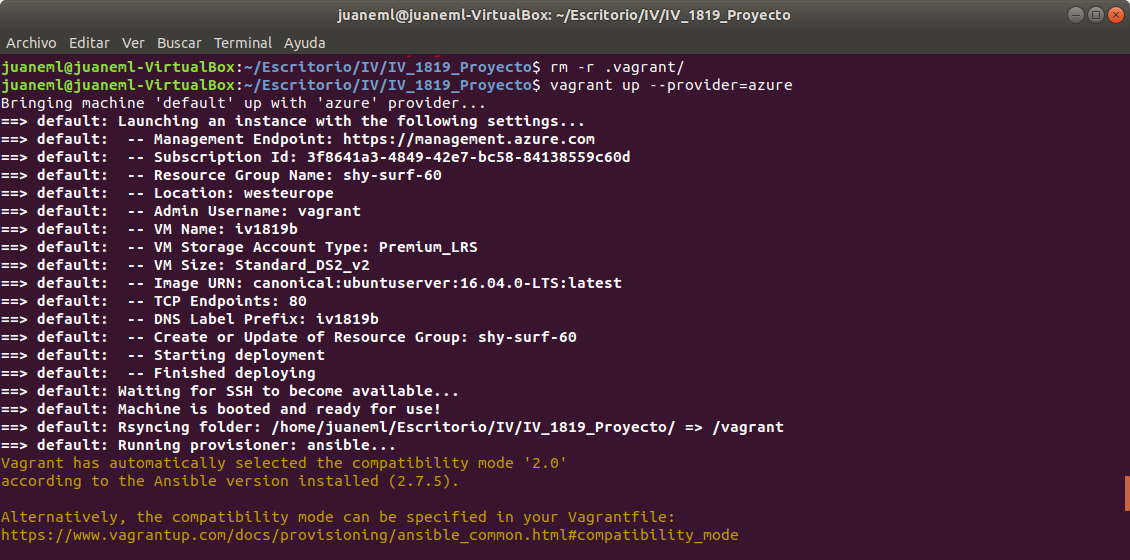 juaneml@juaneml-VirtualBox: ~/Escritorio/IV/IV_1819_Proyecto
Archivo Editar Ver Buscar Terminal Ayuda
juaneml@juaneml-VirtualBox:~/Escritorio/IV/IV_1819_Proyecto$ rm -r .vagrant/
juaneml@juaneml-VirtualBox:~/Escritorio/IV/IV_1819_Proyecto$ vagrant up --provider=azure
Bringing machine 'default' up with 'azure' provider...
==> default: Launching an instance with the following settings...
==> default:  -- Management Endpoint: https://management.azure.com
==> default:  -- Subscription Id: 3f8641a3-4849-42e7-bc58-84138559c60d
==> default:  -- Resource Group Name: shy-surf-60
==> default:  -- Location: westeurope
==> default:  -- Admin Username: vagrant
==> default:  -- VM Name: iv1819b
==> default:  -- VM Storage Account Type: Premium_LRS
==> default:  -- VM Size: Standard_DS2_v2
==> default:  -- Image URN: canonical:ubuntuserver:16.04.0-LTS:latest
==> default:  -- TCP Endpoints: 80
==> default:  -- DNS Label Prefix: iv1819b
==> default:  -- Create or Update of Resource Group: shy-surf-60
==> default:  -- Starting deployment
==> default:  -- Finished deploying
==> default: Waiting for SSH to become available...
==> default: Machine is booted and ready for use!
==> default: Rsyncing folder: /home/juaneml/Escritorio/IV/IV_1819_Proyecto/ => /vagrant
==> default: Running provisioner: ansible...
Vagrant has automatically selected the compatibility mode '2.0'
according to the Ansible version installed (2.7.5).
Alternatively, the compatibility mode can be specified in your Vagrantfile:
https://www.vagrantup.com/docs/provisioning/ansible_common.html#compatibility_mode